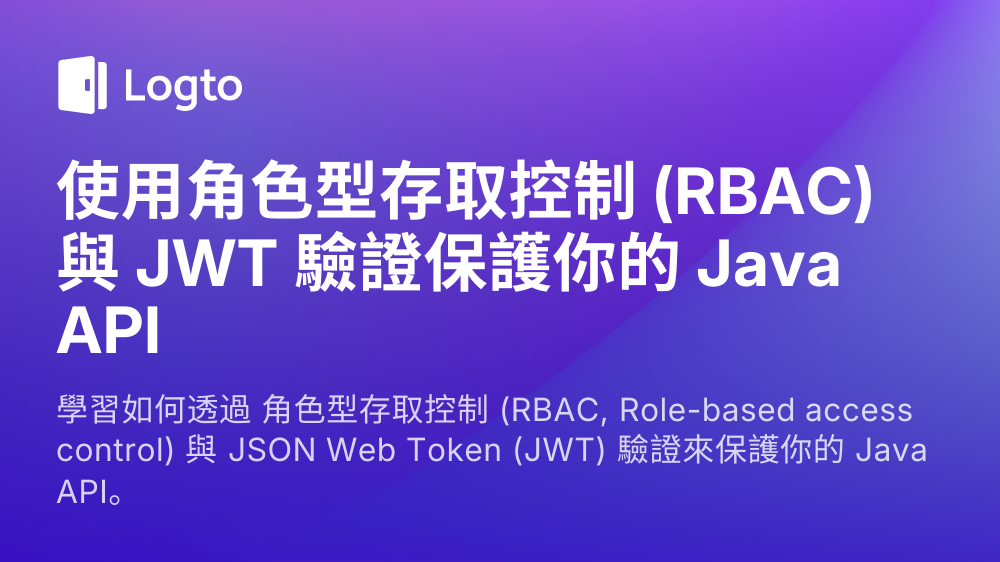 Logto
使用角色型存取控制 (RBAC)
與 JWT 驗證保護你的 Java
API
學習如何透過 角色型存取控制 (RBAC, Role-based access
control) 與 JSON Web Token (JWT) 驗證來保護你的 Java
API。